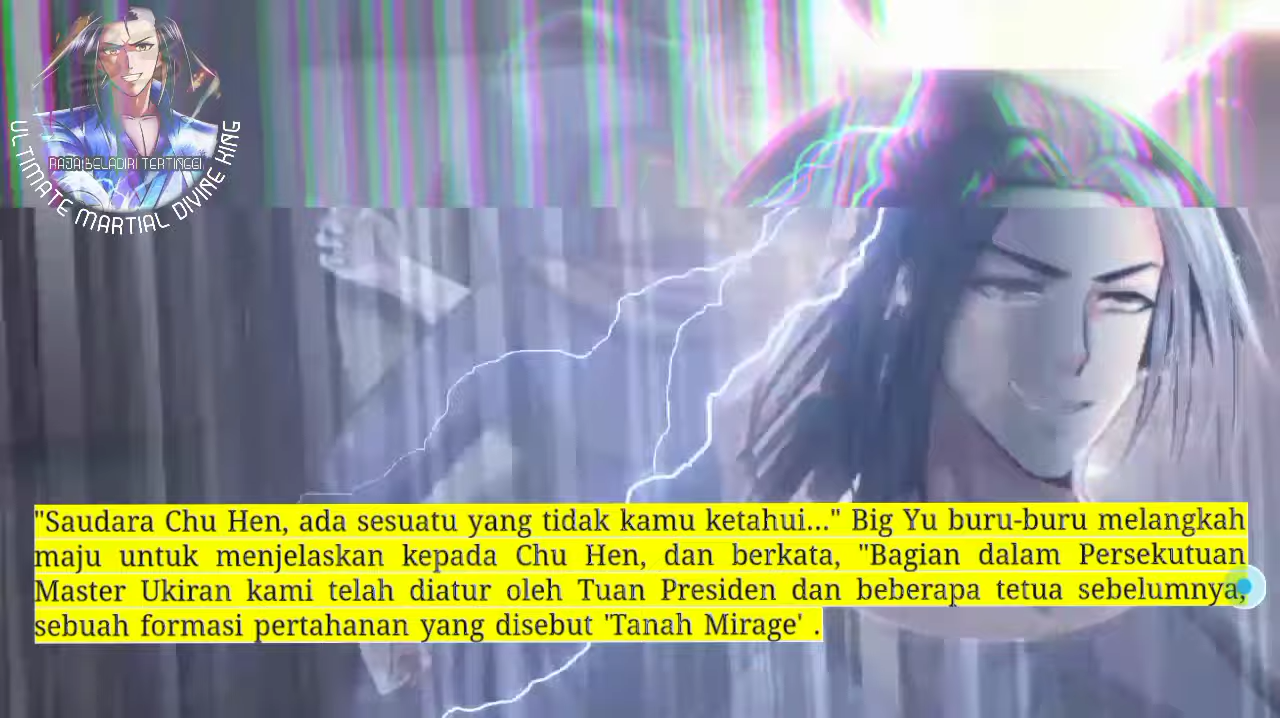 RAJA BELADIRI TERTINGGI
ULTIMATE MARTIAL DIVINE KING
"Saudara Chu Hen, ada sesuatu yang tidak kamu ketahui..." Big Yu buru-buru melangkah
maju untuk menjelaskan kepada Chu Hen, dan berkata, "Bagian dalam Persekutuan
Master Ukiran kami telah diatur oleh Tuan Presiden dan beberapa tetua sebelumnya,
sebuah formasi pertahanan yang disebut 'Tanah Mirage' .